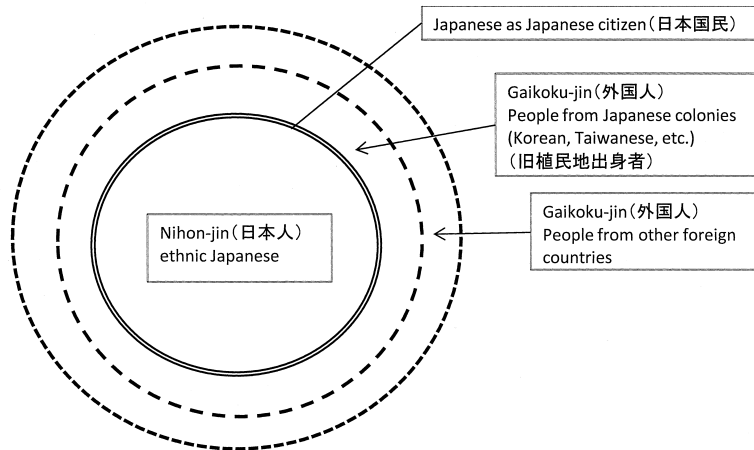 Japanese as Japanese citizen(日本国民)
Gaikoku-jin(外国人)
People from Japanese colonies
(Korean, Taiwanese, etc.)
(旧植民地出身者)
Gaikoku-jin(外国人)
People from other foreign
countries
Nihon-jin(日本人)
ethnic Japanese